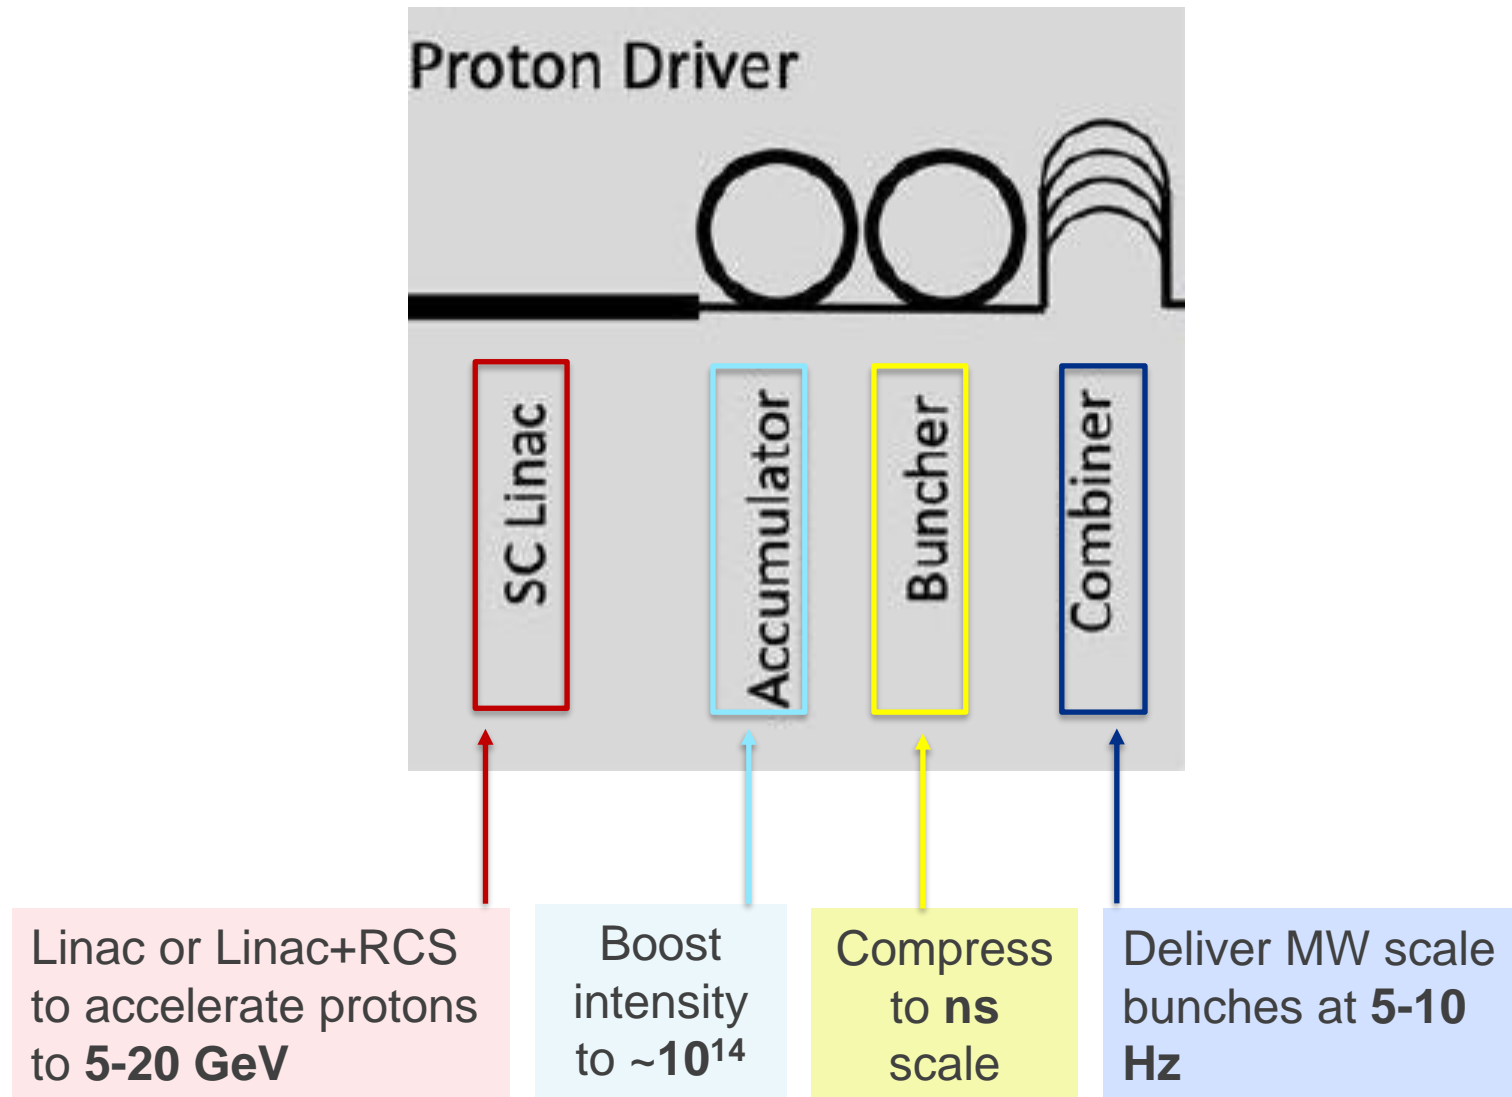 Proton Driver
SC Linac
Accumulator
Buncher
Combiner
Linac or Linac+RCS
to accelerate protons
to 5-20 GeV
Boost
intensity
to ~10¹⁴
Compress
to ns
scale
Deliver MW scale
bunches at 5-10
Hz